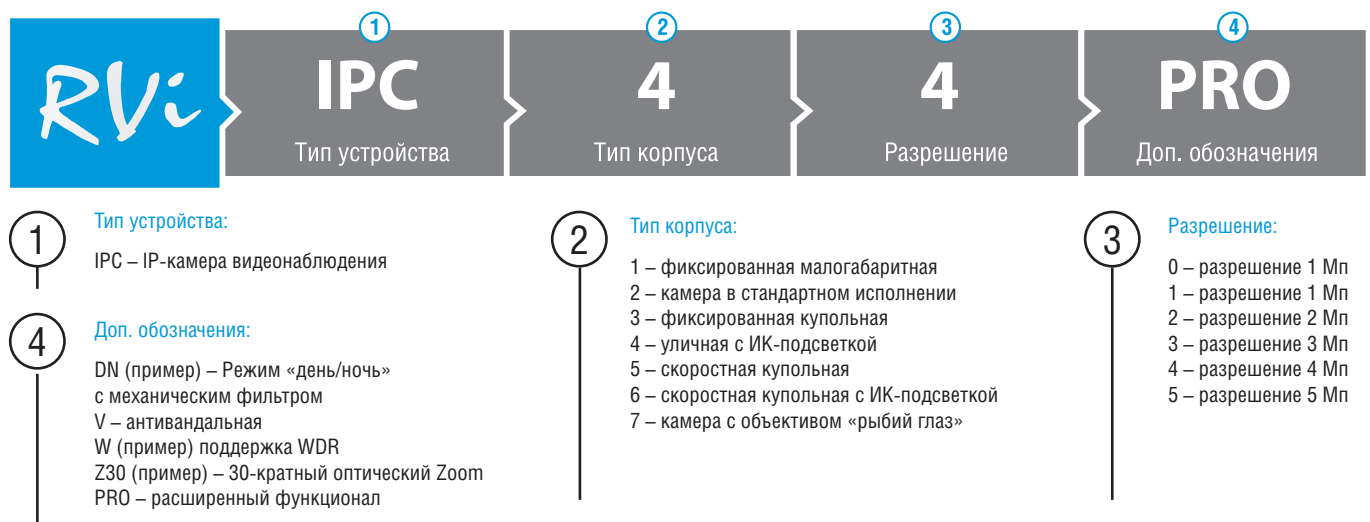 RVi
1
IPC
Тип устройства
2
4
Тип корпуса
3
4
Разрешение
4
PRO
Доп. обозначения
1
Тип устройства:
IPC – IP-камера видеонаблюдения
4
Доп. обозначения:
DN (пример) – Режим «день/ночь»
с механическим фильтром
V – антивандальная
W (пример) поддержка WDR
Z30 (пример) – 30-кратный оптический Zoom
PRO – расширенный функционал
2
Тип корпуса:
1 – фиксированная малогабаритная
2 – камера в стандартном исполнении
3 – фиксированная купольная
4 – уличная с ИК-подсветкой
5 – скоростная купольная
6 – скоростная купольная с ИК-подсветкой
7 – камера с объективом «рыбий глаз»
3
Разрешение:
0 – разрешение 1 Мп
1 – разрешение 1 Мп
2 – разрешение 2 Мп
3 – разрешение 3 Мп
4 – разрешение 4 Мп
5 – разрешение 5 Мп